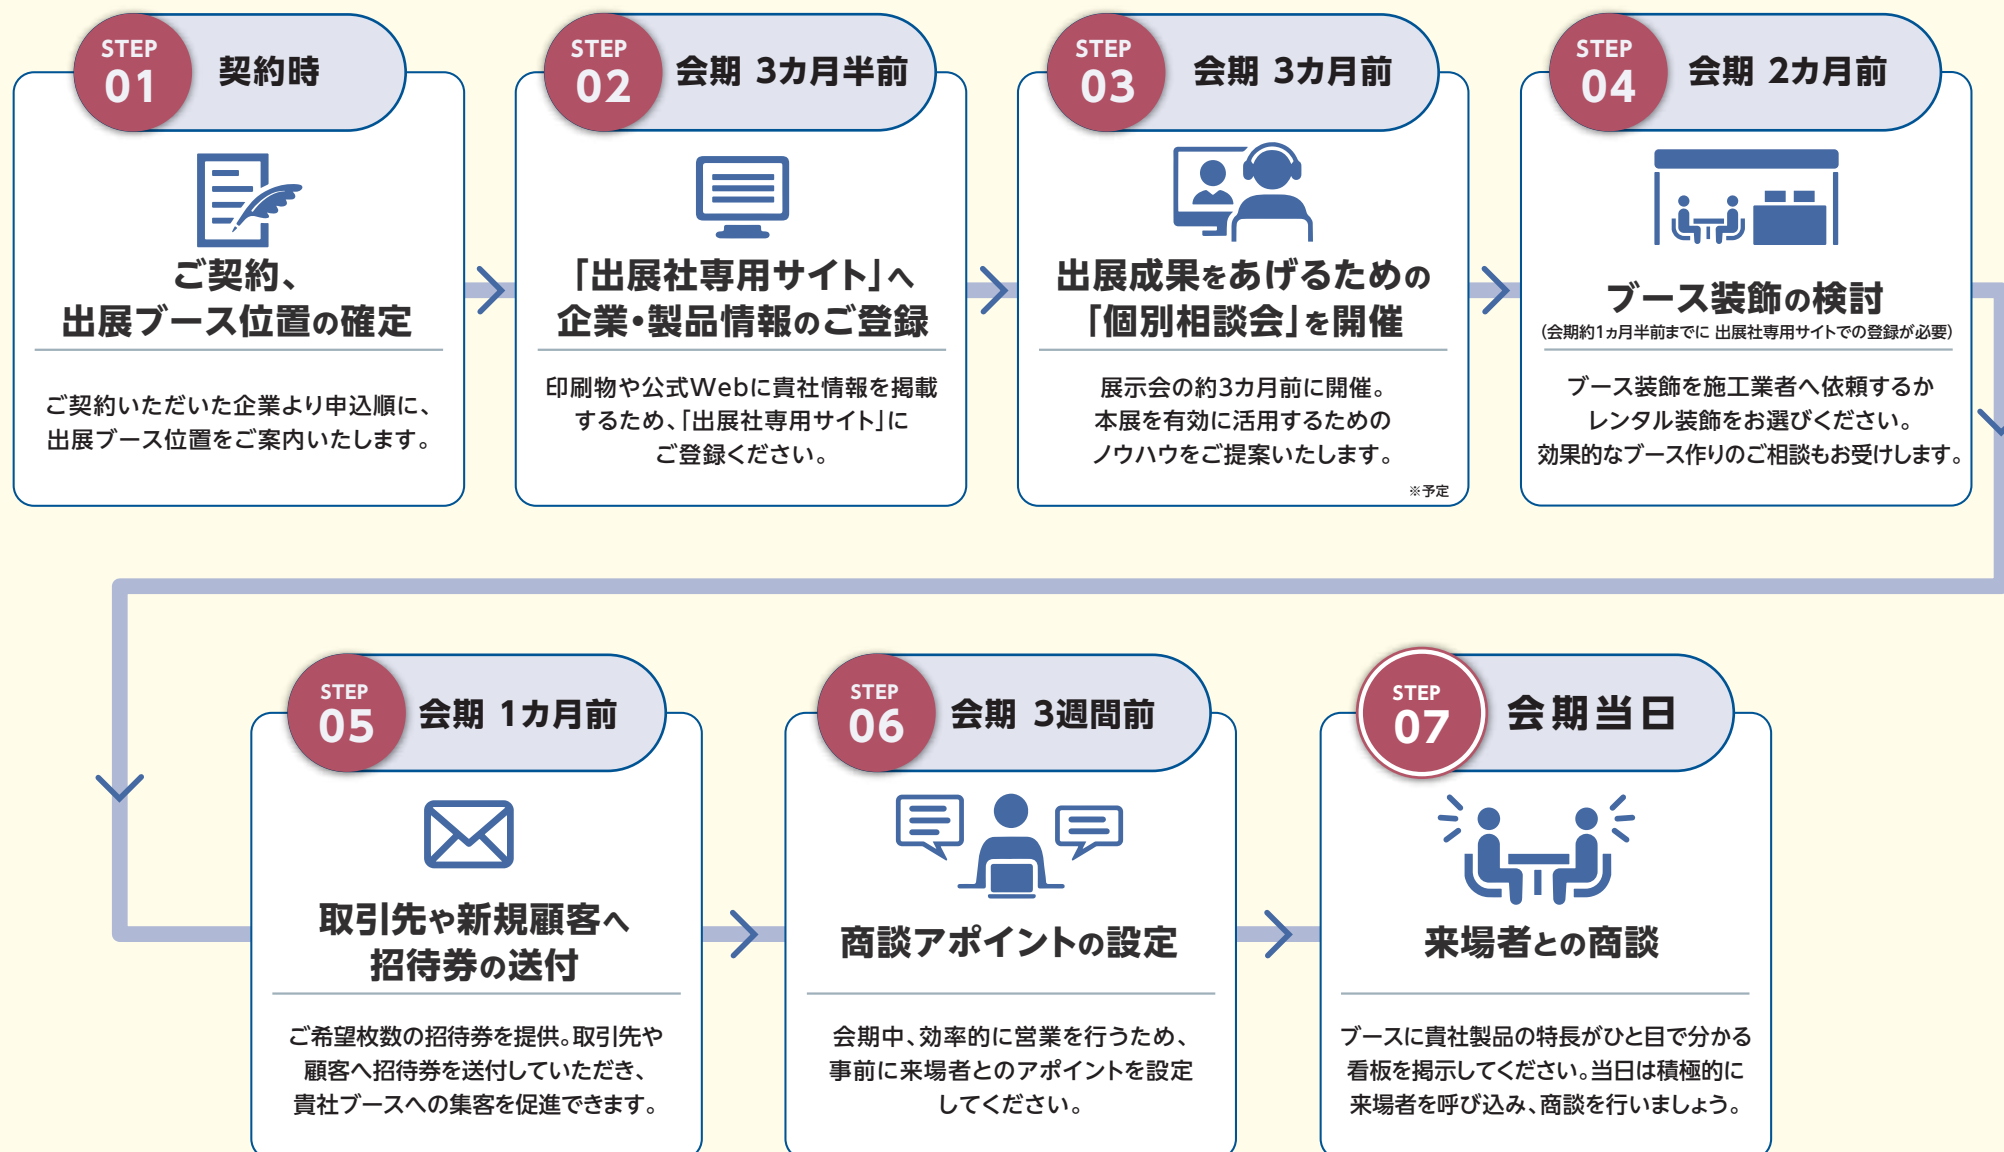 STEP
01
契約時
ご契約、
出展ブース位置の確定
ご契約いただいた企業より申込順に、
出展ブース位置をご案内いたします。
STEP
02
会期 3カ月半前
「出展社専用サイト」へ
企業・製品情報のご登録
印刷物や公式Webに貴社情報を掲載
するため、「出展社専用サイト」に
ご登録ください。
STEP
03
会期 3カ月前
出展成果をあげるための
「個別相談会」を開催
展示会の約3カ月前に開催。
本展を有効に活用するための
ノウハウをご提案いたします。
※予定
STEP
04
会期 2カ月前
ブース装飾の検討
(会期約1ヵ月半前までに 出展社専用サイトでの登録が必要)
ブース装飾を施工業者へ依頼するか
レンタル装飾をお選びください。
効果的なブース作りのご相談もお受けします。
STEP
05
会期 1カ月前
取引先や新規顧客へ
招待券の送付
ご希望枚数の招待券を提供。取引先や
顧客へ招待券を送付していただき、
貴社ブースへの集客を促進できます。
STEP
06
会期 3週間前
商談アポイントの設定
会期中、効率的に営業を行うため、
事前に来場者とのアポイントを設定
してください。
STEP
07
会期当日
来場者との商談
ブースに貴社製品の特長がひと目で分かる
看板を掲示してください。当日は積極的に
来場者を呼び込み、商談を行いましょう。